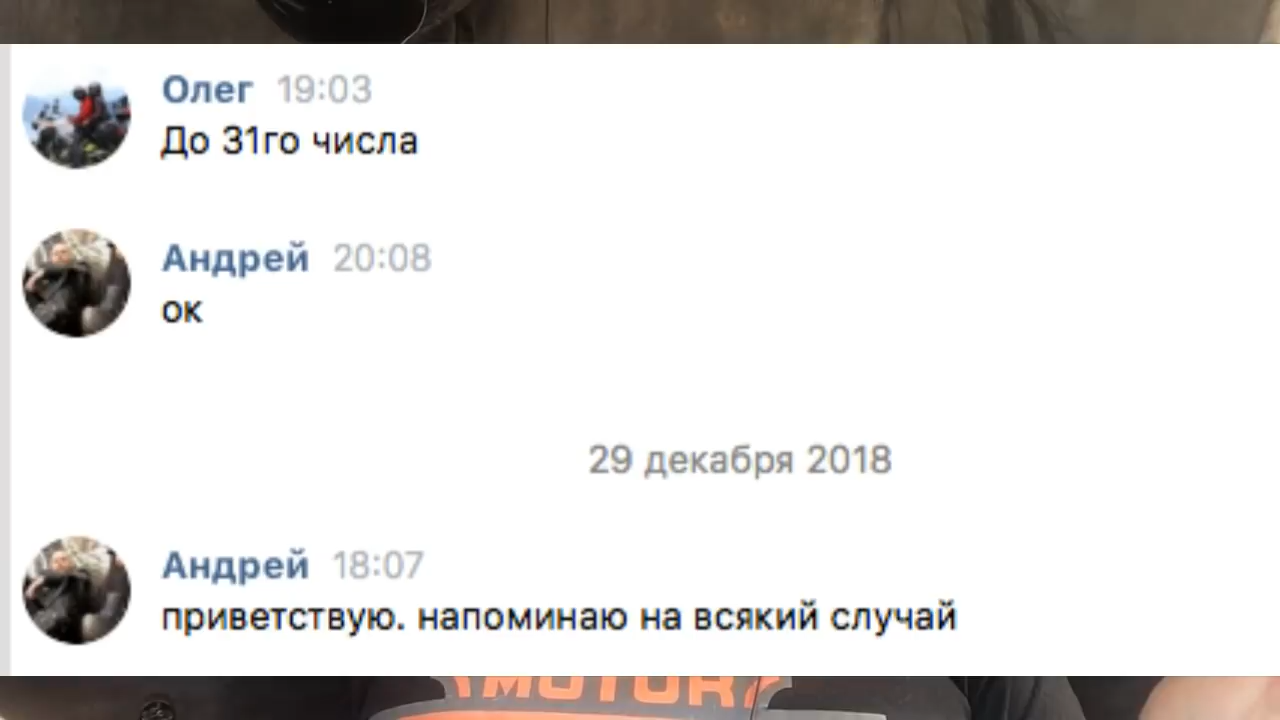 Олег 19:03
До 31го числа
Андрей 20:08
ок
29 декабря 2018
Андрей 18:07
приветствую. напоминаю на всякий случай
MOTOR